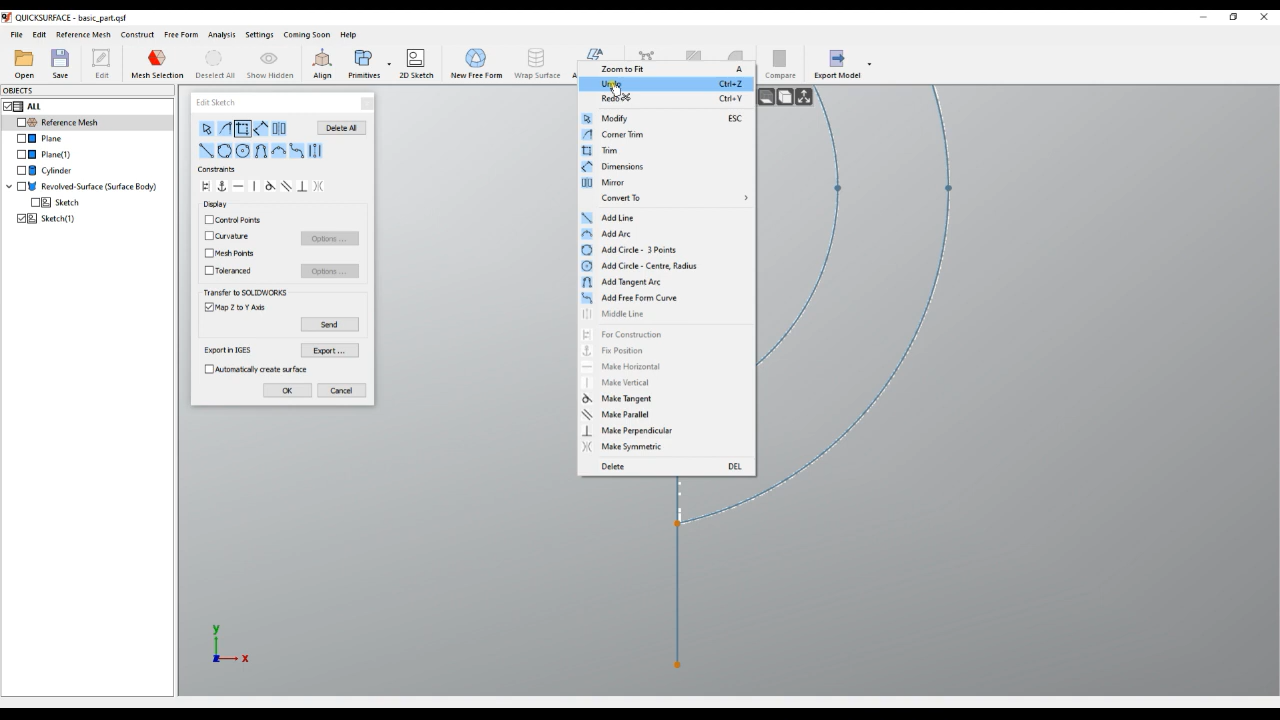 QUICKSURFACE - basic_part.qsf
File Edit Reference Mesh Construct Free Form Analysis Settings Coming Soon Help
Open Save Edit Mesh Selection Deselect All Show Hidden Align Primitives 2D Sketch New Free Form Wrap Surface Compare Export Model
OBJECTS
ALL
Reference Mesh
Plane
Plane(1)
Cylinder
Revolved-Surface (Surface Body)
Sketch
Sketch(1)
Edit Sketch
Delete All
Constraints
Display
Control Points
Curvature Options ...
Mesh Points
Toleranced Options ...
Transfer to SOLIDWORKS
Map Z to Y Axis
Send
Export in IGES Export ...
Automatically create surface
OK Cancel
Zoom to Fit A
Undo Ctrl+Z
Redo Ctrl+Y
Modify ESC
Corner Trim
Trim
Dimensions
Mirror
Convert To
Add Line
Add Arc
Add Circle - 3 Points
Add Circle - Centre, Radius
Add Tangent Arc
Add Free Form Curve
Middle Line
For Construction
Fix Position
Make Horizontal
Make Vertical
Make Tangent
Make Parallel
Make Perpendicular
Make Symmetric
Delete DEL
Y
Z X